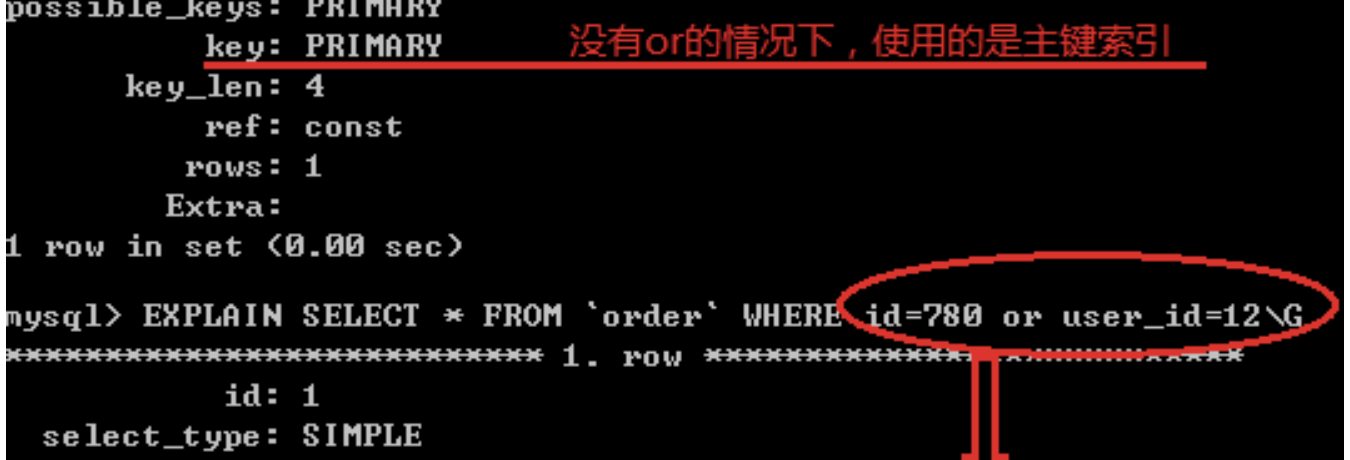 possible_keys: PRIMARY
key: PRIMARY 没有or的情况下，使用的是主键索引
key_len: 4
ref: const
rows: 1
Extra:
1 row in set (0.00 sec)
mysql> EXPLAIN SELECT * FROM `order` WHERE id=780 or user_id=12\G
*************************** 1. row ***************************
id: 1
select_type: SIMPLE